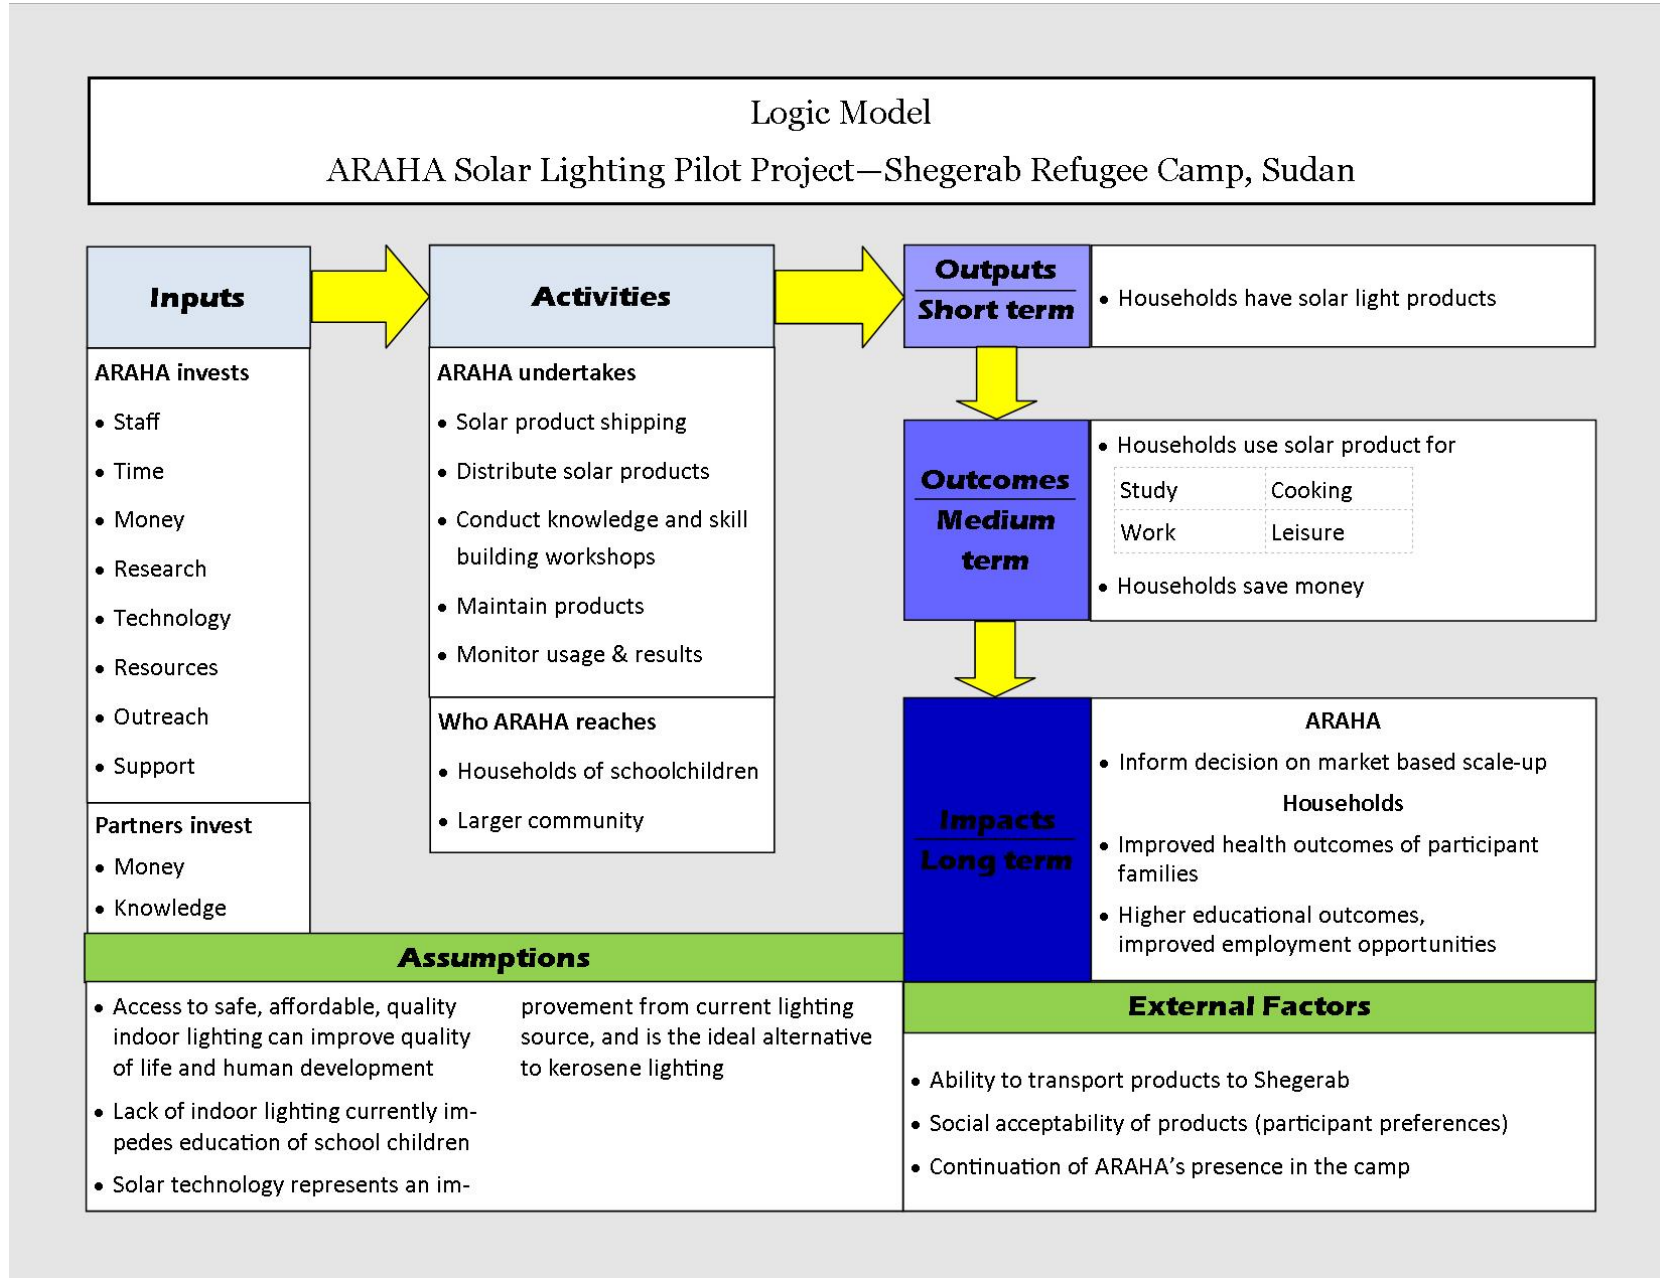 Logic Model
ARAHA Solar Lighting Pilot Project—Shegerab Refugee Camp, Sudan
Inputs
ARAHA invests
• Staff
• Time
• Money
• Research
• Technology
• Resources
• Outreach
• Support
Partners invest
• Money
• Knowledge
Activities
ARAHA undertakes
• Solar product shipping
• Distribute solar products
• Conduct knowledge and skill
building workshops
• Maintain products
• Monitor usage & results
Who ARAHA reaches
• Households of schoolchildren
• Larger community
Outputs
Short term
• Households have solar light products
Outcomes
Medium
term
• Households use solar product for
Study Cooking
Work Leisure
• Households save money
Impacts
Long term
ARAHA
• Inform decision on market based scale-up
Households
• Improved health outcomes of participant
families
• Higher educational outcomes,
improved employment opportunities
Assumptions
• Access to safe, affordable, quality
indoor lighting can improve quality
of life and human development
• Lack of indoor lighting currently im-
pedes education of school children
• Solar technology represents an im-
provement from current lighting
source, and is the ideal alternative
to kerosene lighting
External Factors
• Ability to transport products to Shegerab
• Social acceptability of products (participant preferences)
• Continuation of ARAHA’s presence in the camp